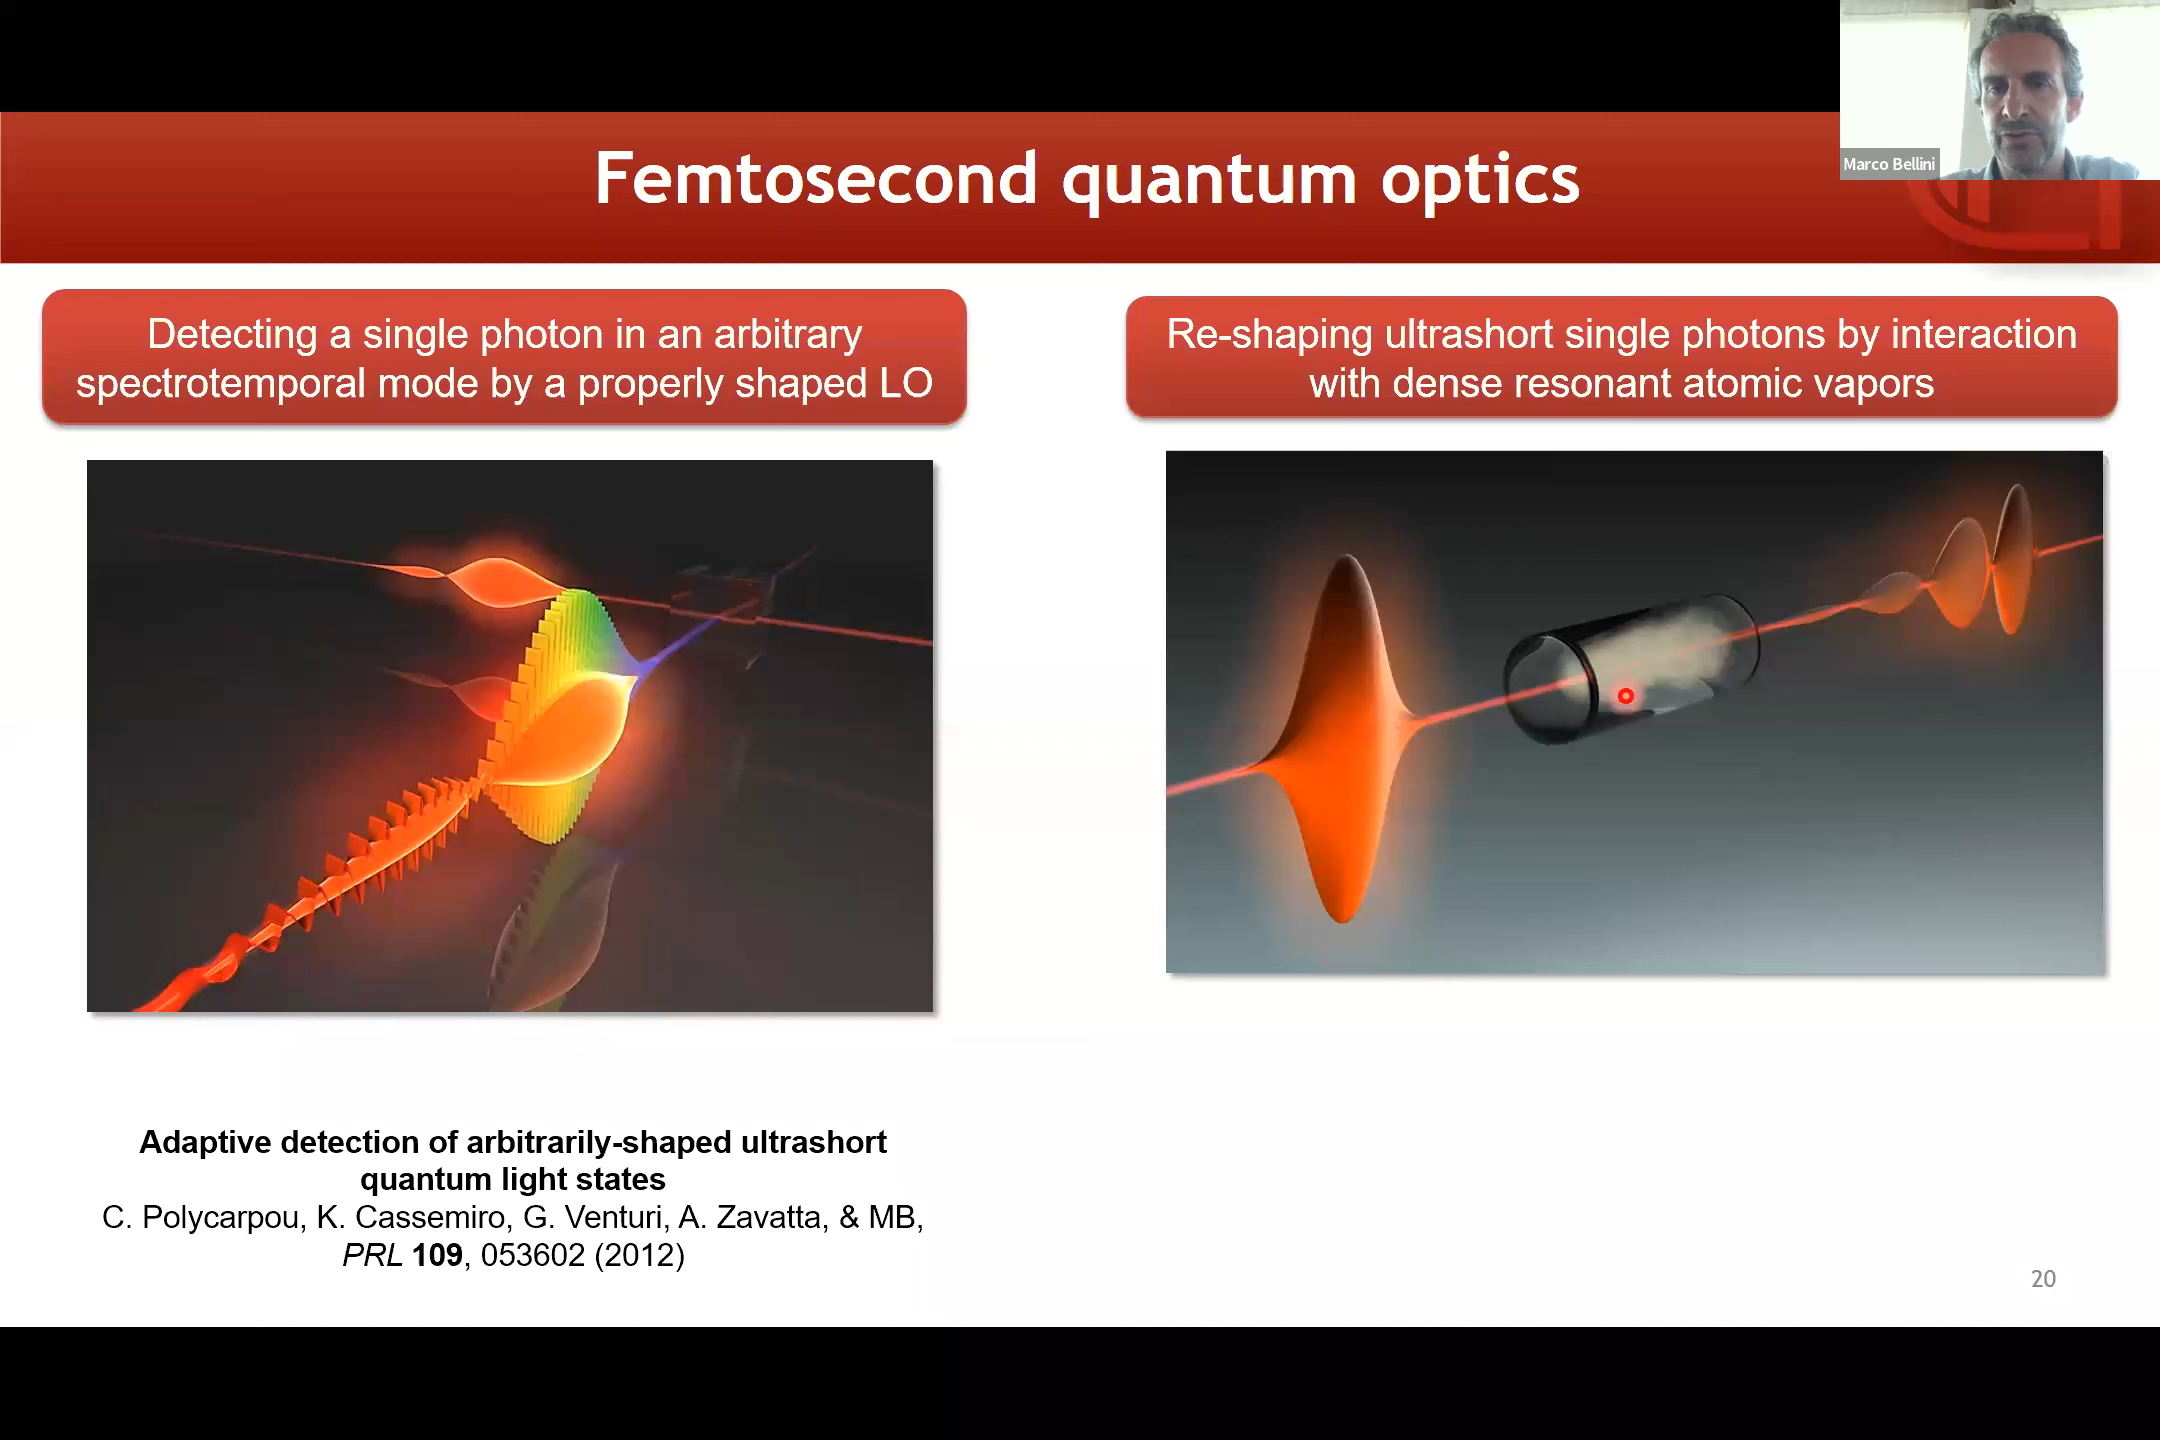 Marco Bellini
Femtosecond quantum optics
Detecting a single photon in an arbitrary
spectrotemporal mode by a properly shaped LO
Re-shaping ultrashort single photons by interaction
with dense resonant atomic vapors
Adaptive detection of arbitrarily-shaped ultrashort
quantum light states
C. Polycarpou, K. Cassemiro, G. Venturi, A. Zavatta, & MB,
PRL 109, 053602 (2012)
20